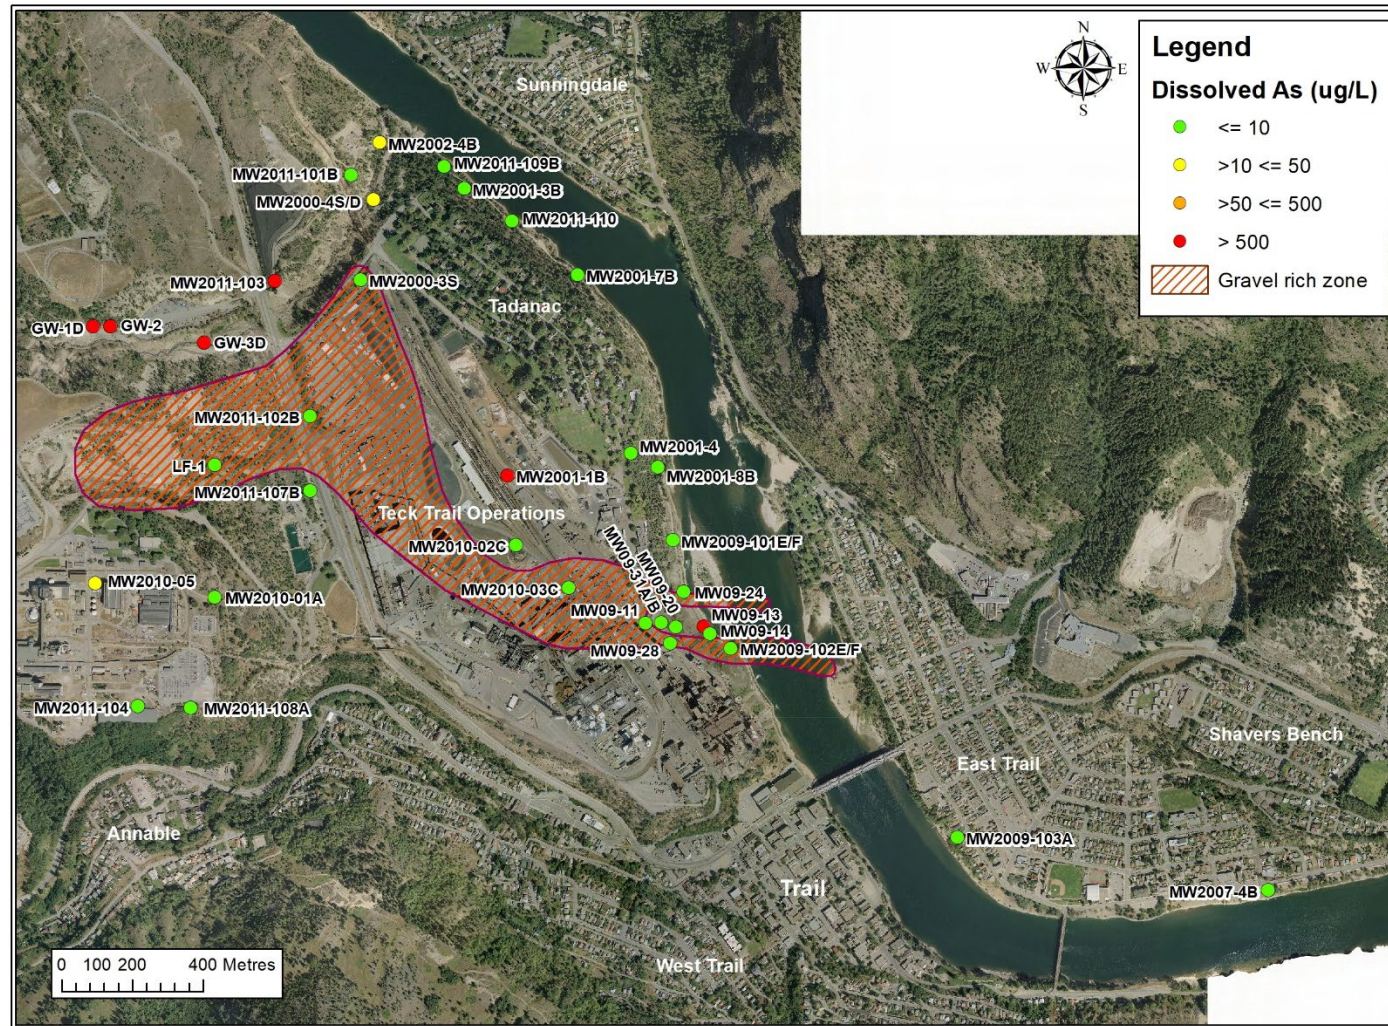 N
W E
S
Legend
Dissolved As (ug/L)
<= 10
>10 <= 50
>50 <= 500
> 500
Gravel rich zone
Sunningdale
MW2002-4B
MW2011-109B
MW2011-101B
MW2001-3B
MW2000-4S/D
MW2011-110
MW2001-7B
MW2011-103
MW2000-3S
Tadanac
GW-1D
GW-2
GW-3D
MW2011-102B
MW2001-4
LF-1
MW2001-8B
MW2001-1B
MW2011-107B
Teck Trail Operations
MW2010-02C
MW2009-101E/F
MW09-31A/B
MW09-20
MW2010-05
MW2010-03C
MW09-24
MW2010-01A
MW09-11
MW09-13
MW09-14
MW09-28
MW2009-102E/F
MW2011-104
MW2011-108A
Shavers Bench
East Trail
Annable
MW2009-103A
Trail
MW2007-4B
West Trail
0 100 200 400 Metres